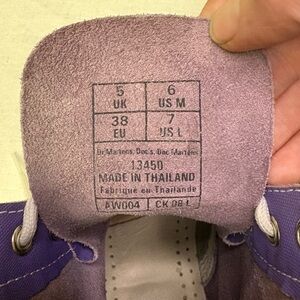 5 6
UK US M
38 7
EU US L
Dr Martens, Doc's, Doc Martens
13450
MADE IN THAILAND
Fabriqué en Thailande
AW004 CK 08 L